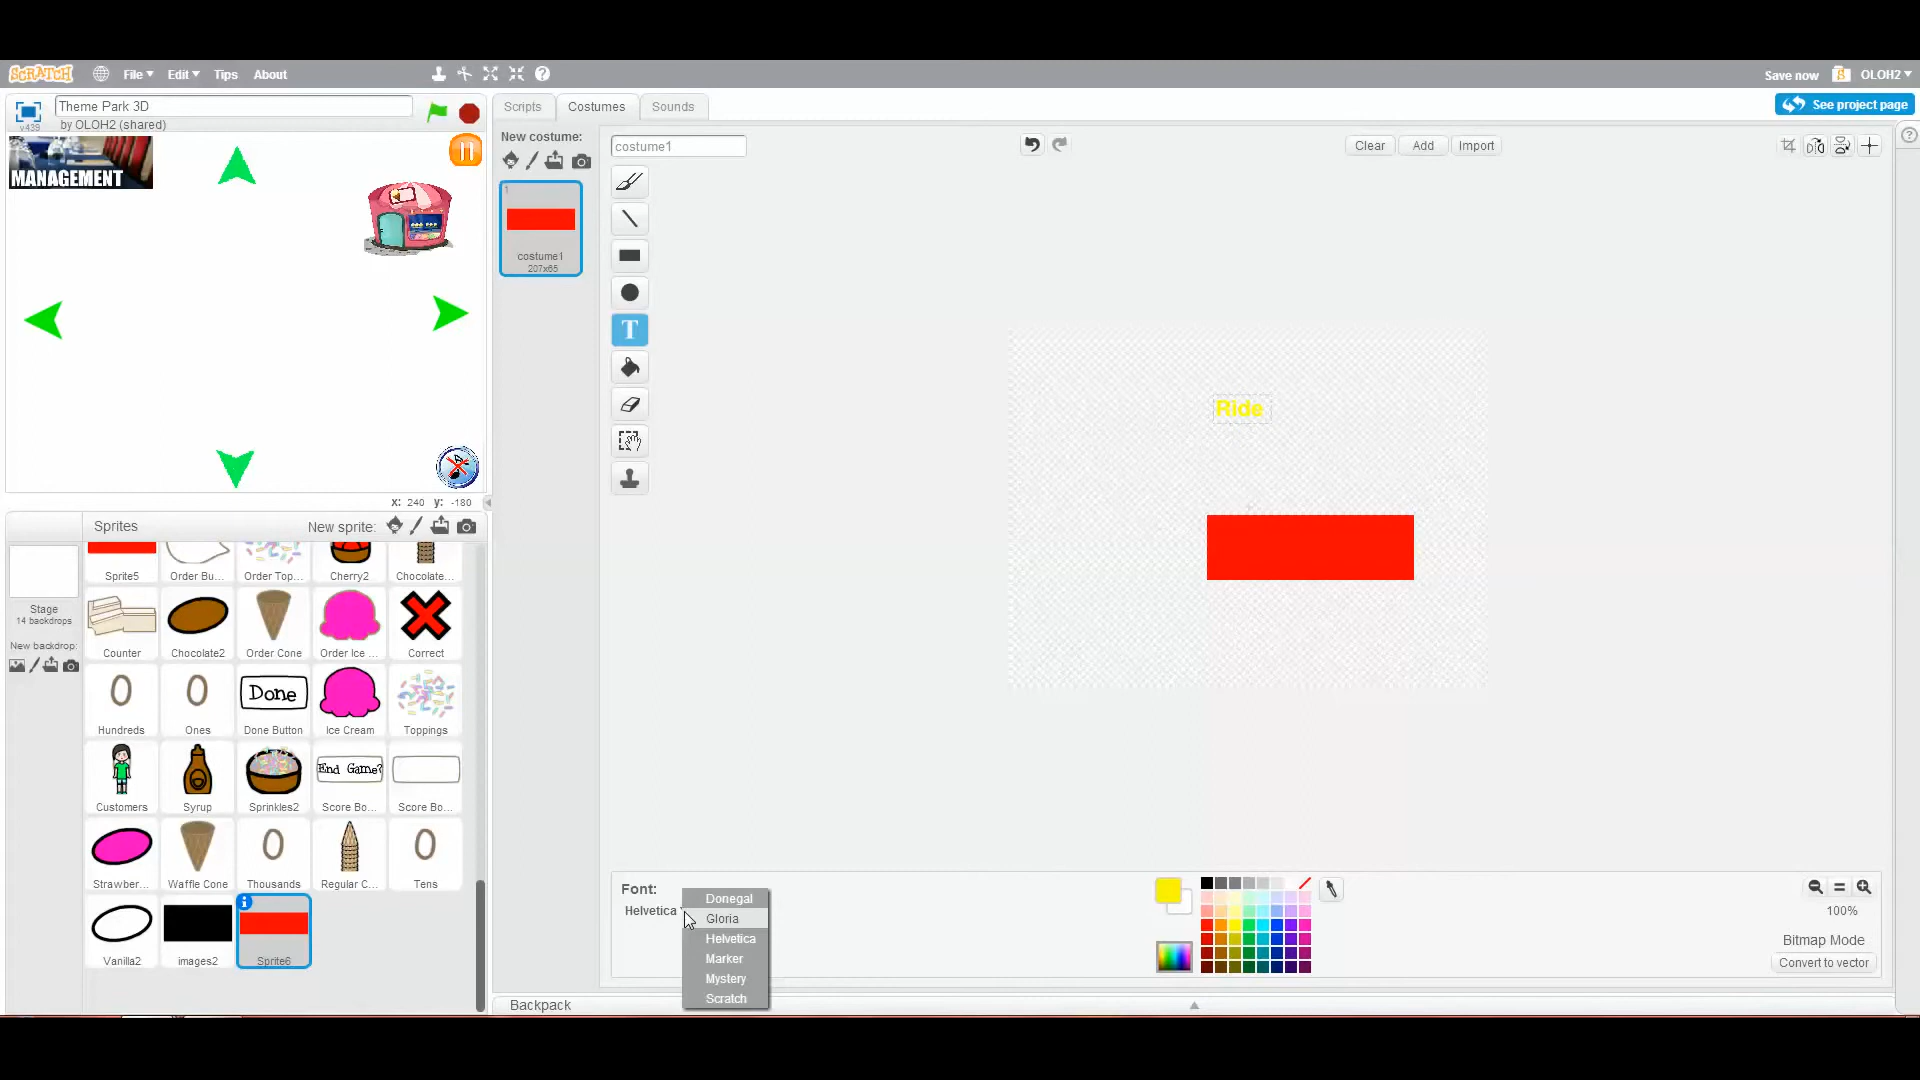 SCRATCH
File Edit Tips About
Save now OLOH2
See project page
Theme Park 3D
by OLOH2 (shared)
v439
MANAGEMENT
x: 240 y: -180
Scripts Costumes Sounds
New costume:
1
costume1
207x65
costume1
Clear Add Import
T
Ride
Sprites New sprite:
Stage
14 backdrops
New backdrop:
Sprite5 Order Bu... Order Top... Cherry2 Chocolate...
Counter Chocolate2 Order Cone Order Ice ... Correct
0 0 Done
Hundreds Ones Done Button Ice Cream Toppings
End Game?
Customers Syrup Sprinkles2 Score Bo... Score Bo...
0 0
Strawber... Waffle Cone Thousands Regular C... Tens
Vanilla2 images2 Sprite6
Font:
Helvetica
Donegal
Gloria
Helvetica
Marker
Mystery
Scratch
100%
Bitmap Mode
Convert to vector
Backpack